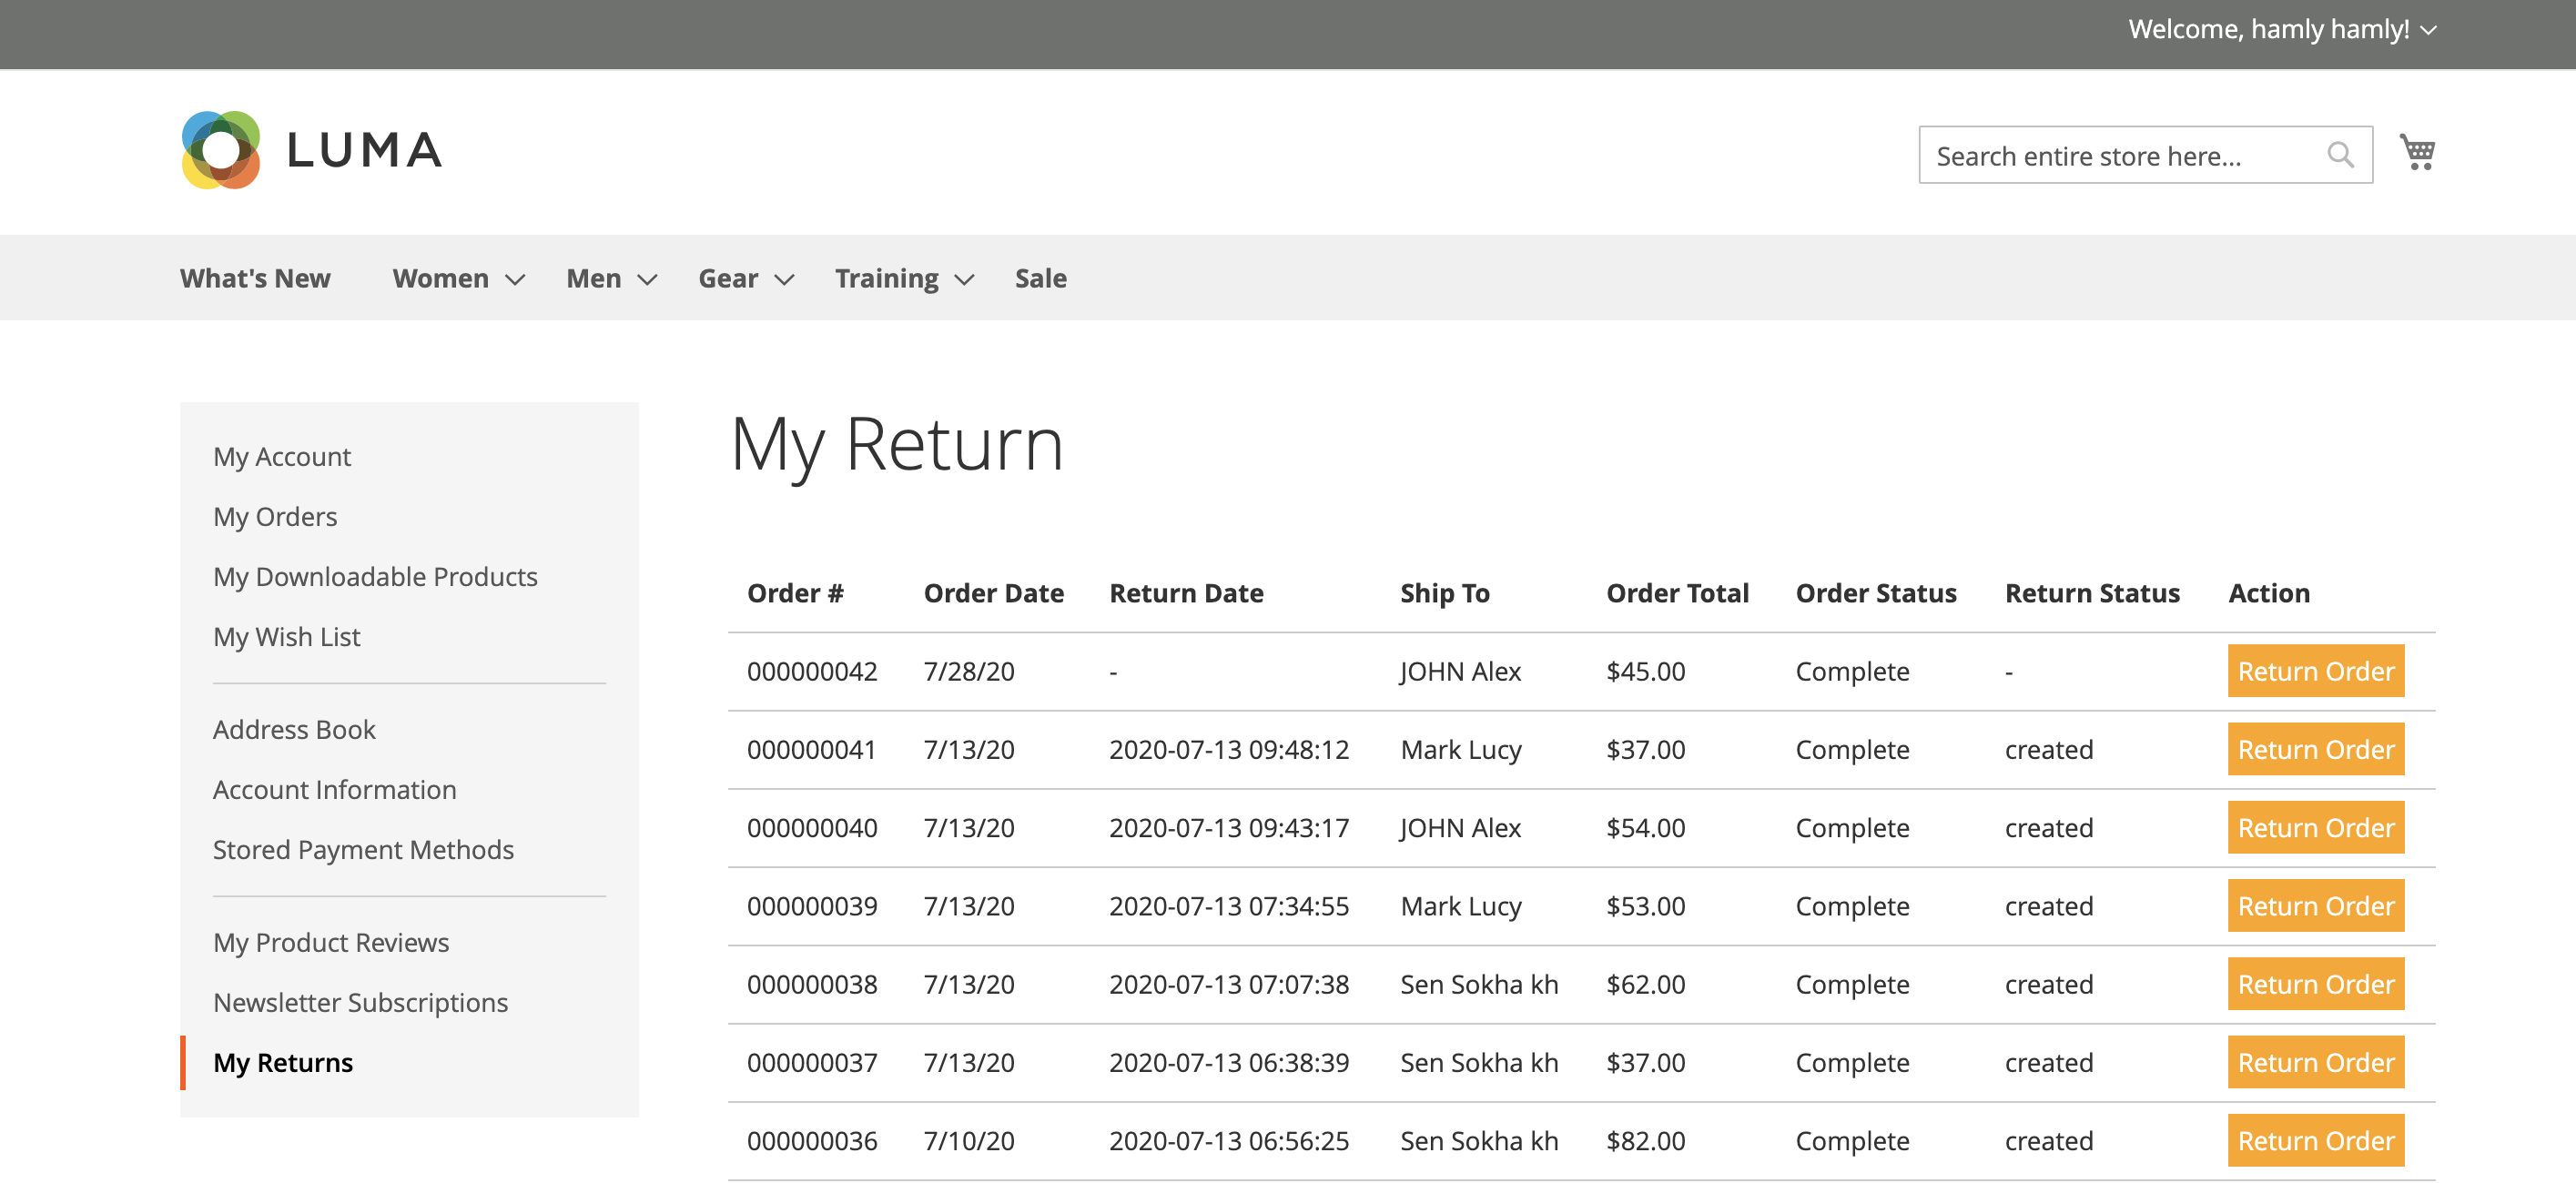 Welcome, hamly hamly!
LUMA
Search entire store here...
What's New Women Men Gear Training Sale
My Account
My Orders
My Downloadable Products
My Wish List
Address Book
Account Information
Stored Payment Methods
My Product Reviews
Newsletter Subscriptions
My Returns
My Return
Order # Order Date Return Date Ship To Order Total Order Status Return Status Action
000000042 7/28/20 - JOHN Alex $45.00 Complete - Return Order
000000041 7/13/20 2020-07-13 09:48:12 Mark Lucy $37.00 Complete created Return Order
000000040 7/13/20 2020-07-13 09:43:17 JOHN Alex $54.00 Complete created Return Order
000000039 7/13/20 2020-07-13 07:34:55 Mark Lucy $53.00 Complete created Return Order
000000038 7/13/20 2020-07-13 07:07:38 Sen Sokha kh $62.00 Complete created Return Order
000000037 7/13/20 2020-07-13 06:38:39 Sen Sokha kh $37.00 Complete created Return Order
000000036 7/10/20 2020-07-13 06:56:25 Sen Sokha kh $82.00 Complete created Return Order